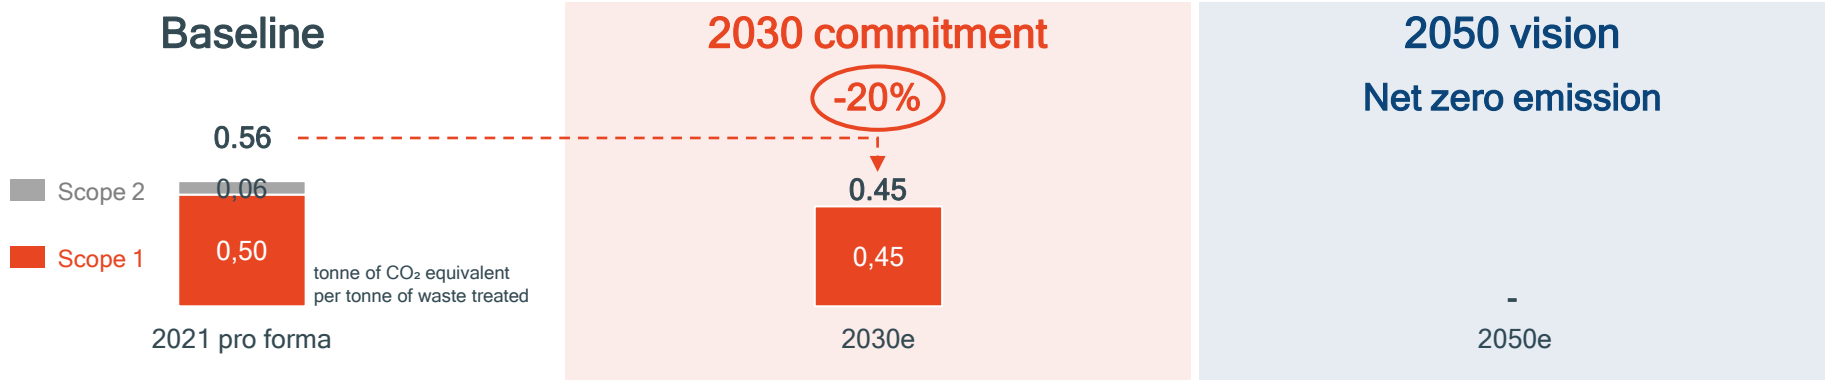 Baseline
2030 commitment
2050 vision
-20%
Net zero emission
0.56
Scope 2
0,06
0.45
Scope 1
0,50
0,45
tonne of CO₂ equivalent
per tonne of waste treated
-
2021 pro forma
2030e
2050e